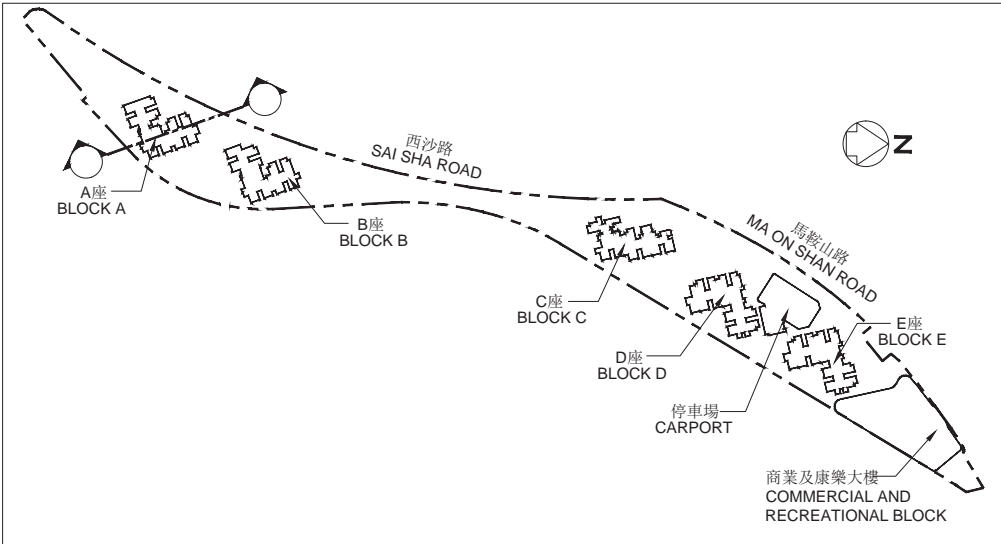 西沙路
SAI SHA ROAD
N
A座
BLOCK A
B座
BLOCK B
馬鞍山路
MA ON SHAN ROAD
C座
BLOCK C
E座
BLOCK E
D座
BLOCK D
停車場
CARPORT
商業及康樂大樓
COMMERCIAL AND
RECREATIONAL BLOCK